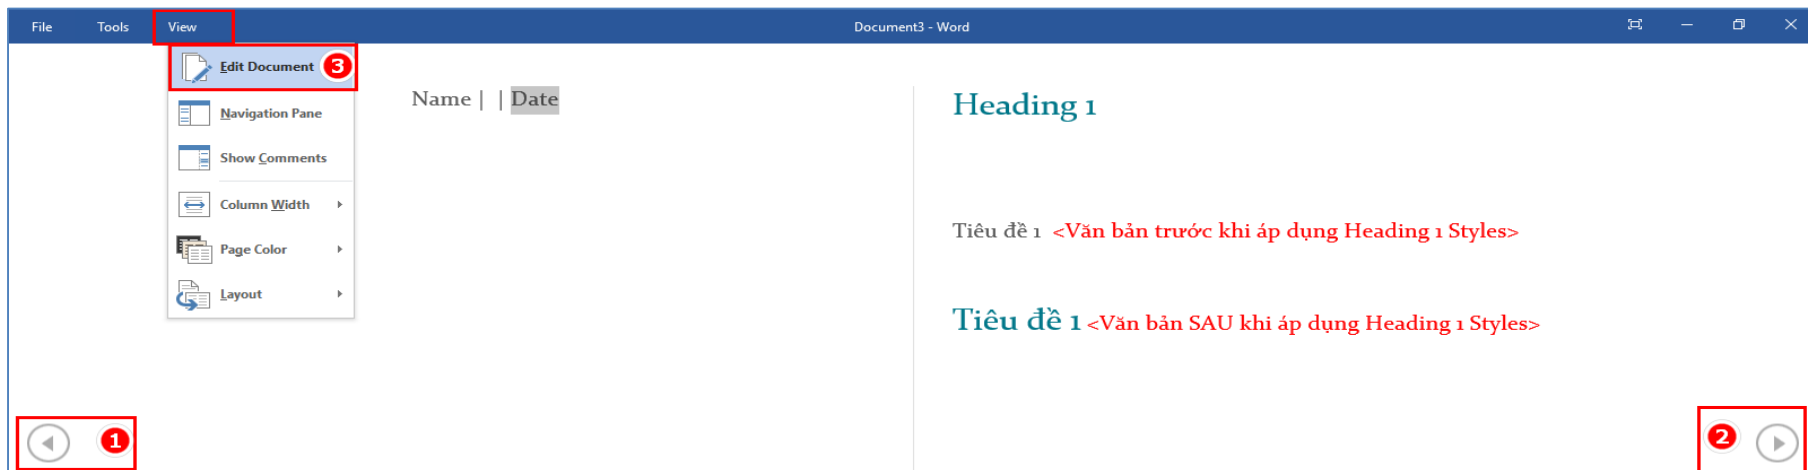 File Tools View Document3 - Word
Edit Document 3
Navigation Pane
Show Comments
Column Width
Page Color
Layout
Name | | Date
Heading 1
Tiêu đề 1 <Văn bản trước khi áp dụng Heading 1 Styles>
Tiêu đề 1 <Văn bản SAU khi áp dụng Heading 1 Styles>
1
2